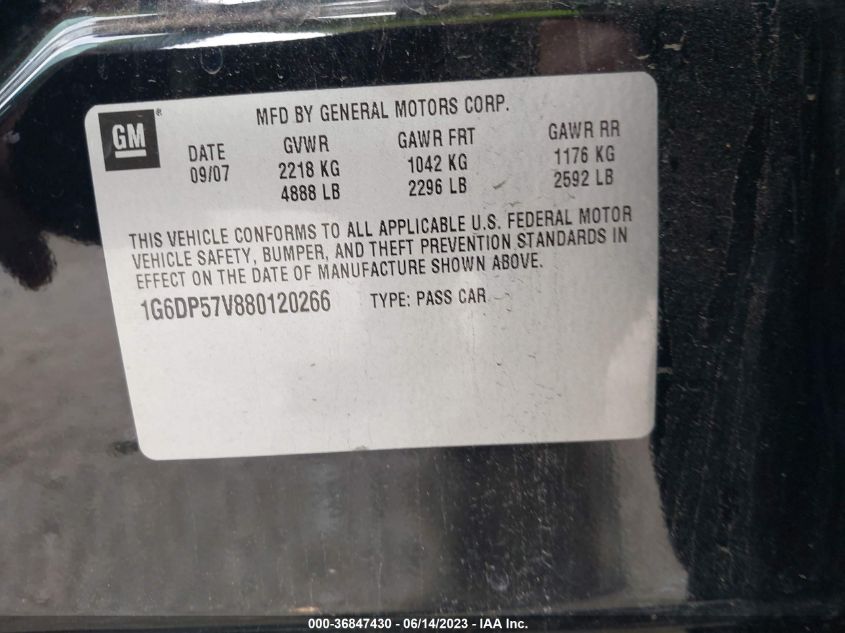 MFD BY GENERAL MOTORS CORP.
GM®
DATE GVWR GAWR FRT GAWR RR
09/07 2218 KG 1042 KG 1176 KG
4888 LB 2296 LB 2592 LB
THIS VEHICLE CONFORMS TO ALL APPLICABLE U.S. FEDERAL MOTOR
VEHICLE SAFETY, BUMPER, AND THEFT PREVENTION STANDARDS IN
EFFECT ON THE DATE OF MANUFACTURE SHOWN ABOVE.
1G6DP57V880120266 TYPE: PASS CAR
000-36847430 - 06/14/2023 - IAA Inc.